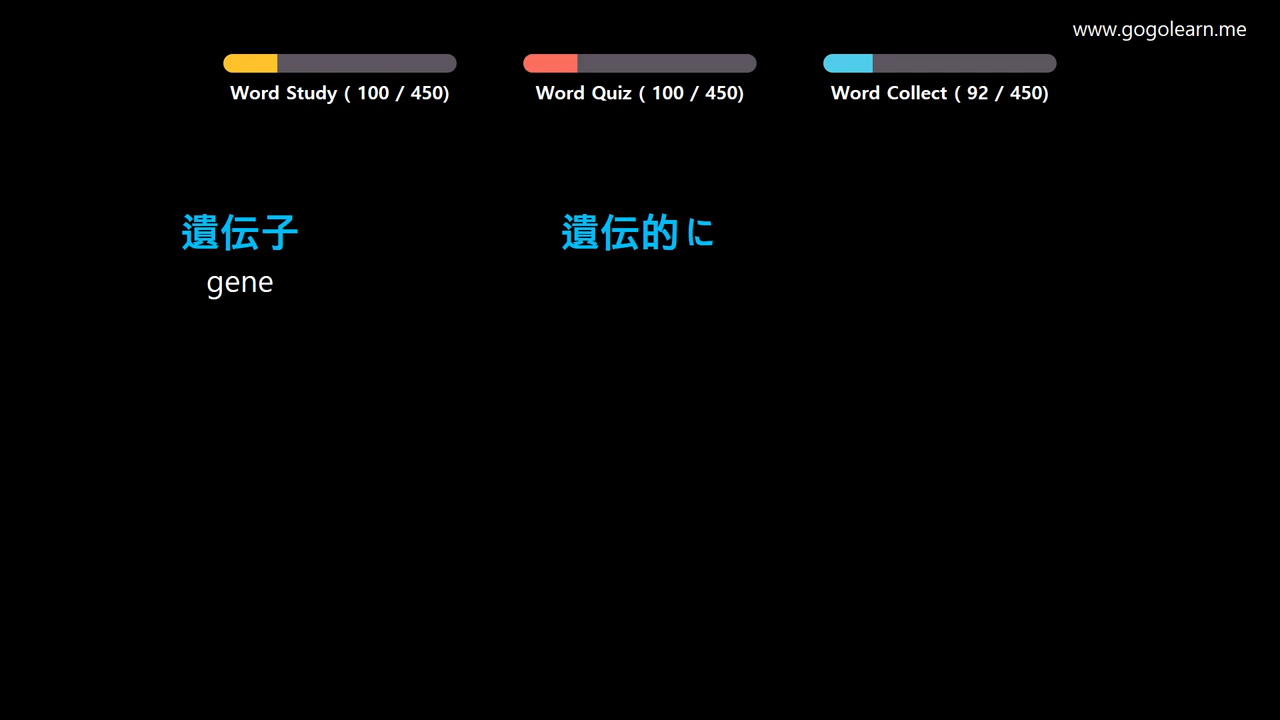 www.gogolearn.me
Word Study ( 100 / 450)
Word Quiz ( 100 / 450)
Word Collect ( 92 / 450)
遺伝子
遺伝的に
gene